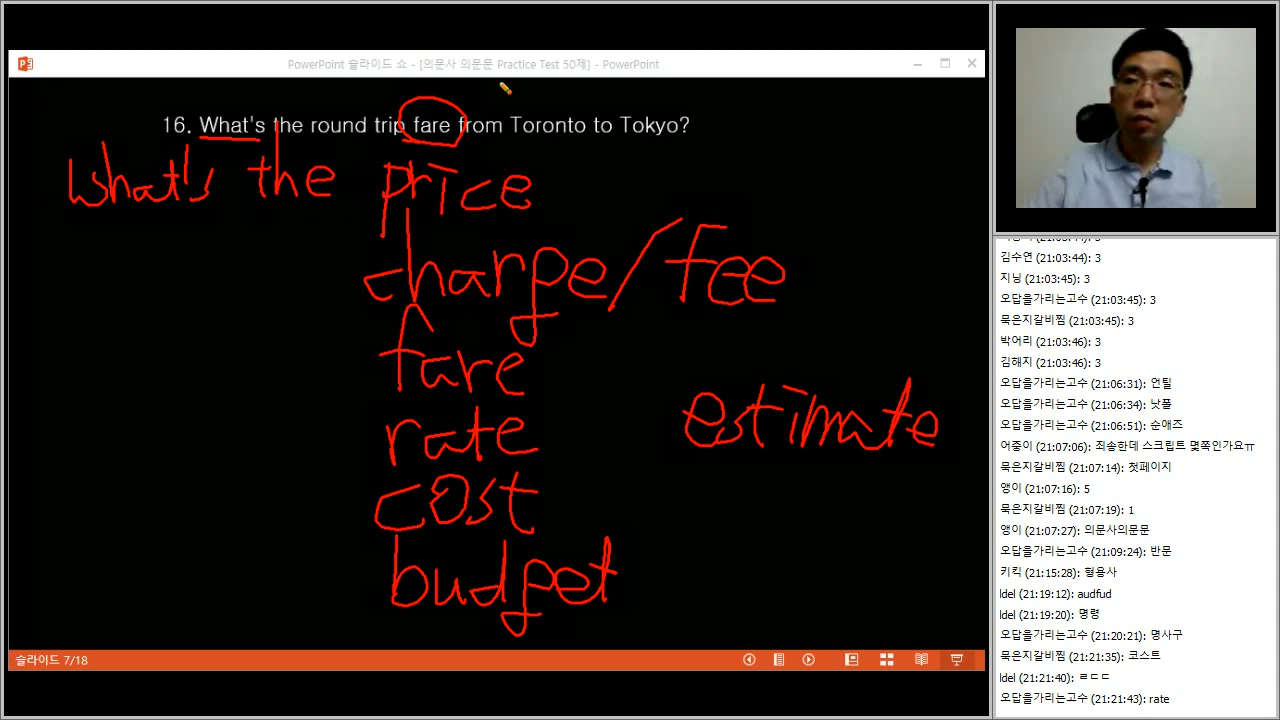 PowerPoint 슬라이드 쇼 - [의문사 의문문 Practice Test 50제] - PowerPoint
16. What's the round trip fare from Toronto to Tokyo?
What's the price
charge/fee
fare
rate
estimate
cost
budget
슬라이드 7/18
김수연 (21:03:44): 3
지닝 (21:03:45): 3
오답을가리는고수 (21:03:45): 3
묵은지갈비찜 (21:03:45): 3
박어리 (21:03:46): 3
김해지 (21:03:46): 3
오답을가리는고수 (21:06:31): 언틸
오답을가리는고수 (21:06:34): 낫폴
오답을가리는고수 (21:06:51): 순애즈
어중이 (21:07:06): 죄송한데 스크립트 몇쪽인가요ㅠ
묵은지갈비찜 (21:07:14): 첫페이지
앵이 (21:07:16): 5
묵은지갈비찜 (21:07:19): 1
앵이 (21:07:27): 의문사의문문
오답을가리는고수 (21:09:24): 반문
키킥 (21:15:28): 형용사
ldel (21:19:12): audfud
ldel (21:19:20): 명령
오답을가리는고수 (21:20:21): 명사구
묵은지갈비찜 (21:21:35): 코스트
ldel (21:21:40): ㄹㄷㄷ
오답을가리는고수 (21:21:43): rate